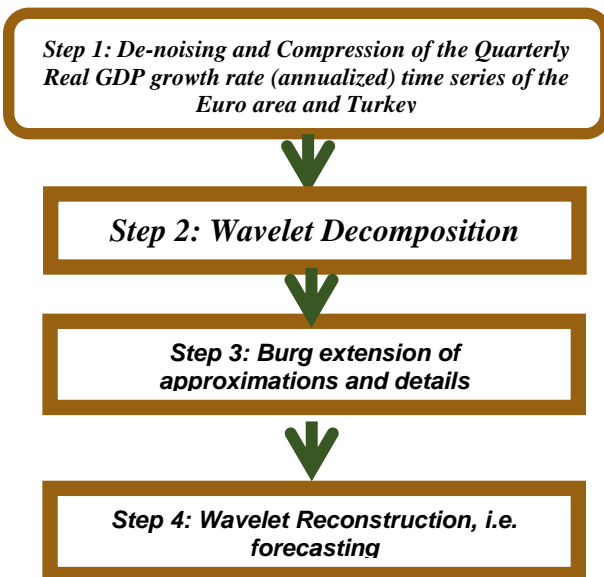 Step 1: De-noising and Compression of the Quarterly
Real GDP growth rate (annualized) time series of the
Euro area and Turkey
Step 2: Wavelet Decomposition
Step 3: Burg extension of
approximations and details
Step 4: Wavelet Reconstruction, i.e.
forecasting